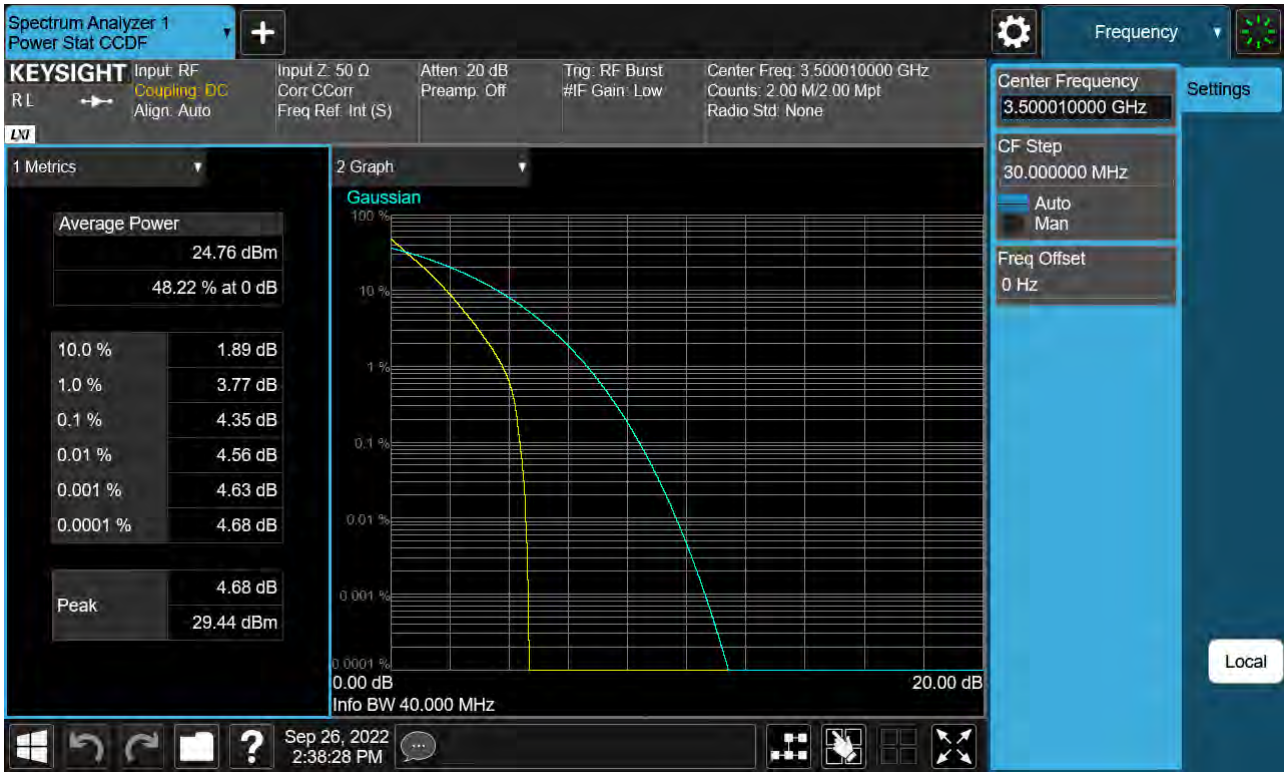 Spectrum Analyzer 1
Power Stat CCDF
+
Frequency
KEYSIGHT
RL
LXI
Input: RF
Coupling: DC
Align: Auto
Input Z: 50 Ω
Corr CCorr
Freq Ref: Int (S)
Atten: 20 dB
Preamp: Off
Trig: RF Burst
#IF Gain: Low
Center Freq: 3.500010000 GHz
Counts: 2.00 M/2.00 Mpt
Radio Std: None
Center Frequency
3.500010000 GHz
Settings
CF Step
30.000000 MHz
Auto
Man
Freq Offset
0 Hz
1 Metrics
Average Power
24.76 dBm
48.22 % at 0 dB
10.0 % 1.89 dB
1.0 % 3.77 dB
0.1 % 4.35 dB
0.01 % 4.56 dB
0.001 % 4.63 dB
0.0001 % 4.68 dB
Peak
4.68 dB
29.44 dBm
2 Graph
Gaussian
100 %
10 %
1 %
0.1 %
0.01 %
0.001 %
0.0001 %
0.00 dB 20.00 dB
Info BW 40.000 MHz
Local
?
Sep 26, 2022
2:38:28 PM